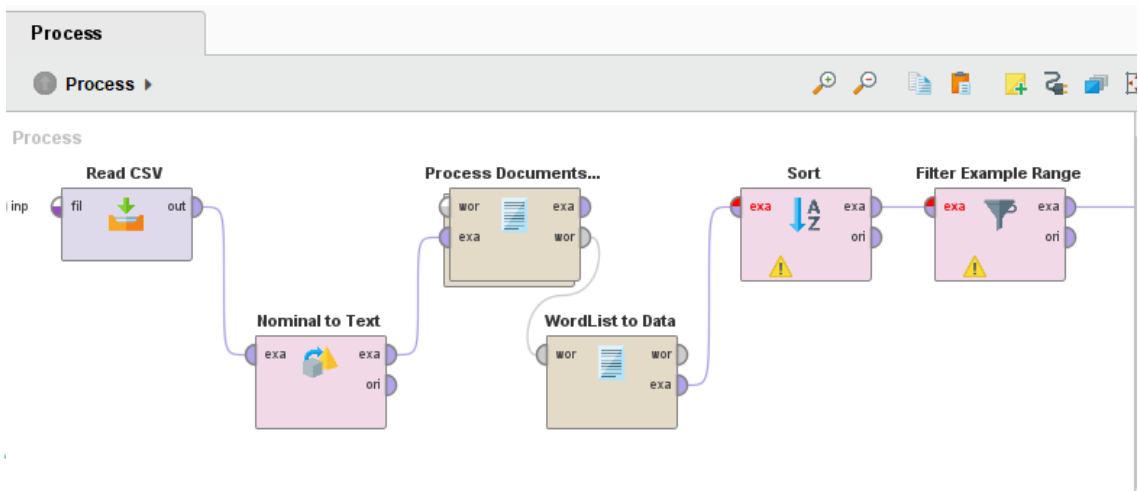 Process
Process
Process
Read CSV
Process Documents...
Sort
Filter Example Range
inp
fil
out
wor
exa
exa
wor
exa
exa
ori
exa
exa
ori
Nominal to Text
WordList to Data
exa
exa
ori
wor
wor
exa